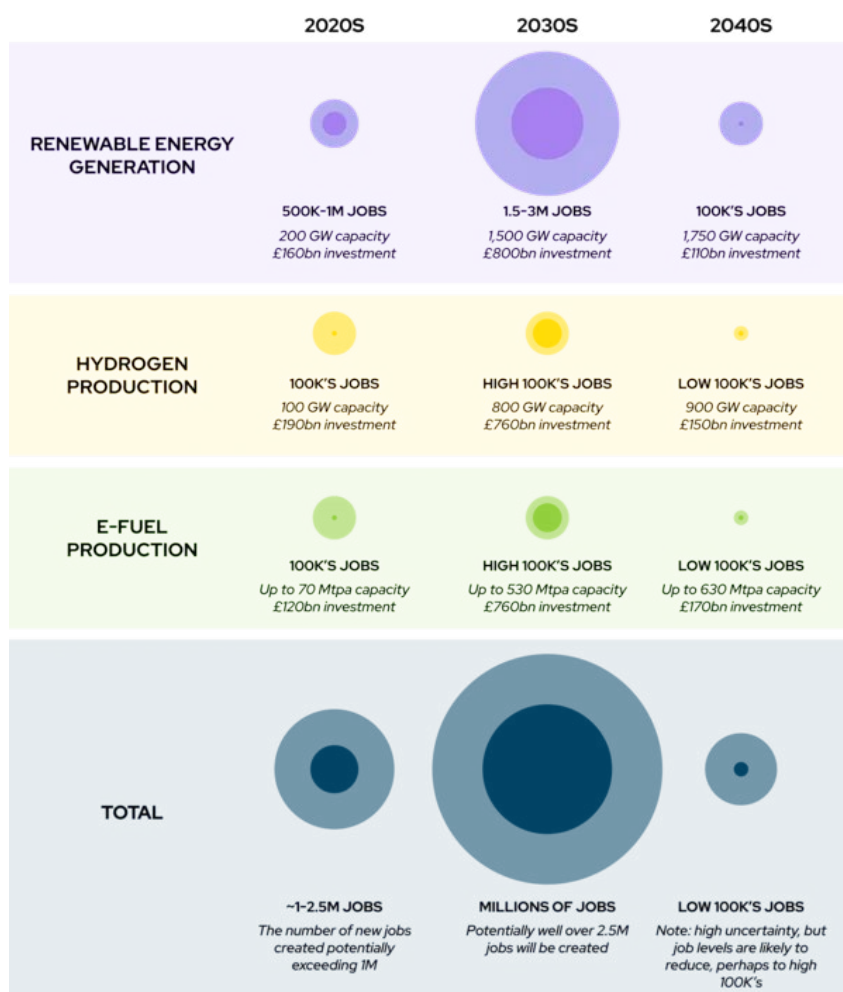 2020S 2030S 2040S
RENEWABLE ENERGY
GENERATION
500K-1M JOBS
200 GW capacity
£160bn investment
1.5-3M JOBS
1,500 GW capacity
£800bn investment
100K'S JOBS
1,750 GW capacity
£110bn investment
HYDROGEN
PRODUCTION
100K'S JOBS
100 GW capacity
£190bn investment
HIGH 100K'S JOBS
800 GW capacity
£760bn investment
LOW 100K'S JOBS
900 GW capacity
£150bn investment
E-FUEL
PRODUCTION
100K'S JOBS
Up to 70 Mtpa capacity
£120bn investment
HIGH 100K'S JOBS
Up to 530 Mtpa capacity
£760bn investment
LOW 100K'S JOBS
Up to 630 Mtpa capacity
£170bn investment
TOTAL
~1-2.5M JOBS
The number of new jobs
created potentially
exceeding 1M
MILLIONS OF JOBS
Potentially well over 2.5M
jobs will be created
LOW 100K'S JOBS
Note: high uncertainty, but
job levels are likely to
reduce, perhaps to high
100K's